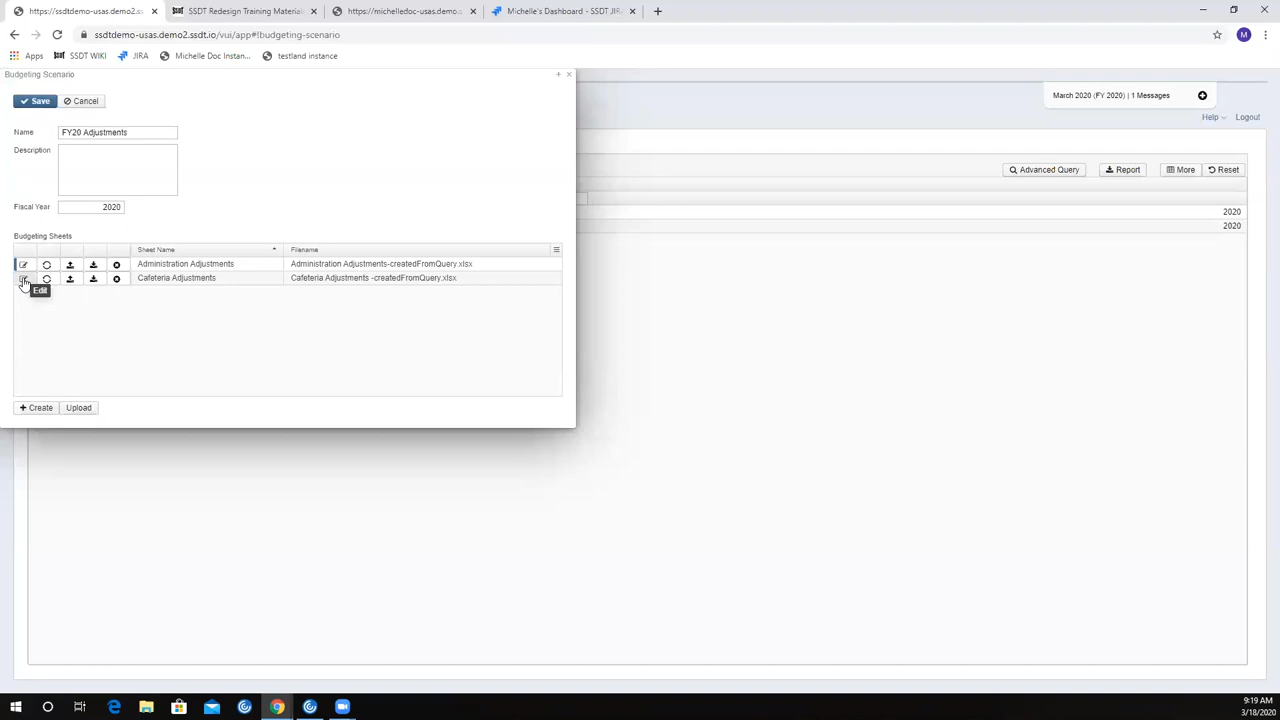 https://ssdtdemo-usas.demo2.ss
SSDT Redesign Training Material
https://michelledoc-usas.demo.
Michelle's Dashboard - SSDT JIRA
ssdtdemo-usas.demo2.ssdt.io/vui/app#!budgeting-scenario
M
Apps
SSDT WIKI
JIRA
Michelle Doc Instan...
testland instance
Budgeting Scenario
March 2020 (FY 2020) | 1 Messages
Save
Cancel
Help
Logout
Name
FY20 Adjustments
Description
Advanced Query
Report
More
Reset
Fiscal Year
2020
2020
2020
Budgeting Sheets
Sheet Name
Filename
Administration Adjustments
Administration Adjustments-createdFromQuery.xlsx
Cafeteria Adjustments
Cafeteria Adjustments -createdFromQuery.xlsx
Edit
Create
Upload
9:19 AM
3/18/2020